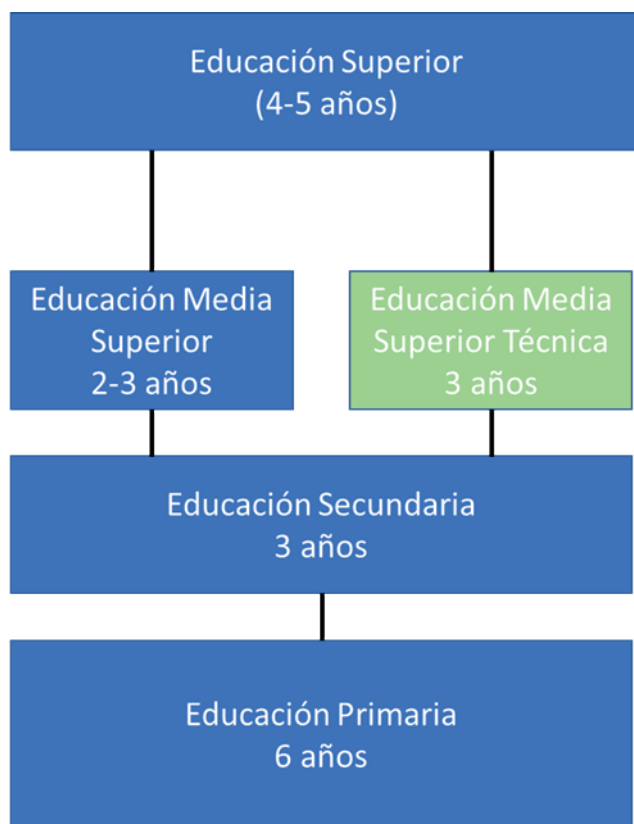 Educación Superior
(4-5 años)
Educación Media
Superior
2-3 años
Educación Media
Superior Técnica
3 años
Educación Secundaria
3 años
Educación Primaria
6 años